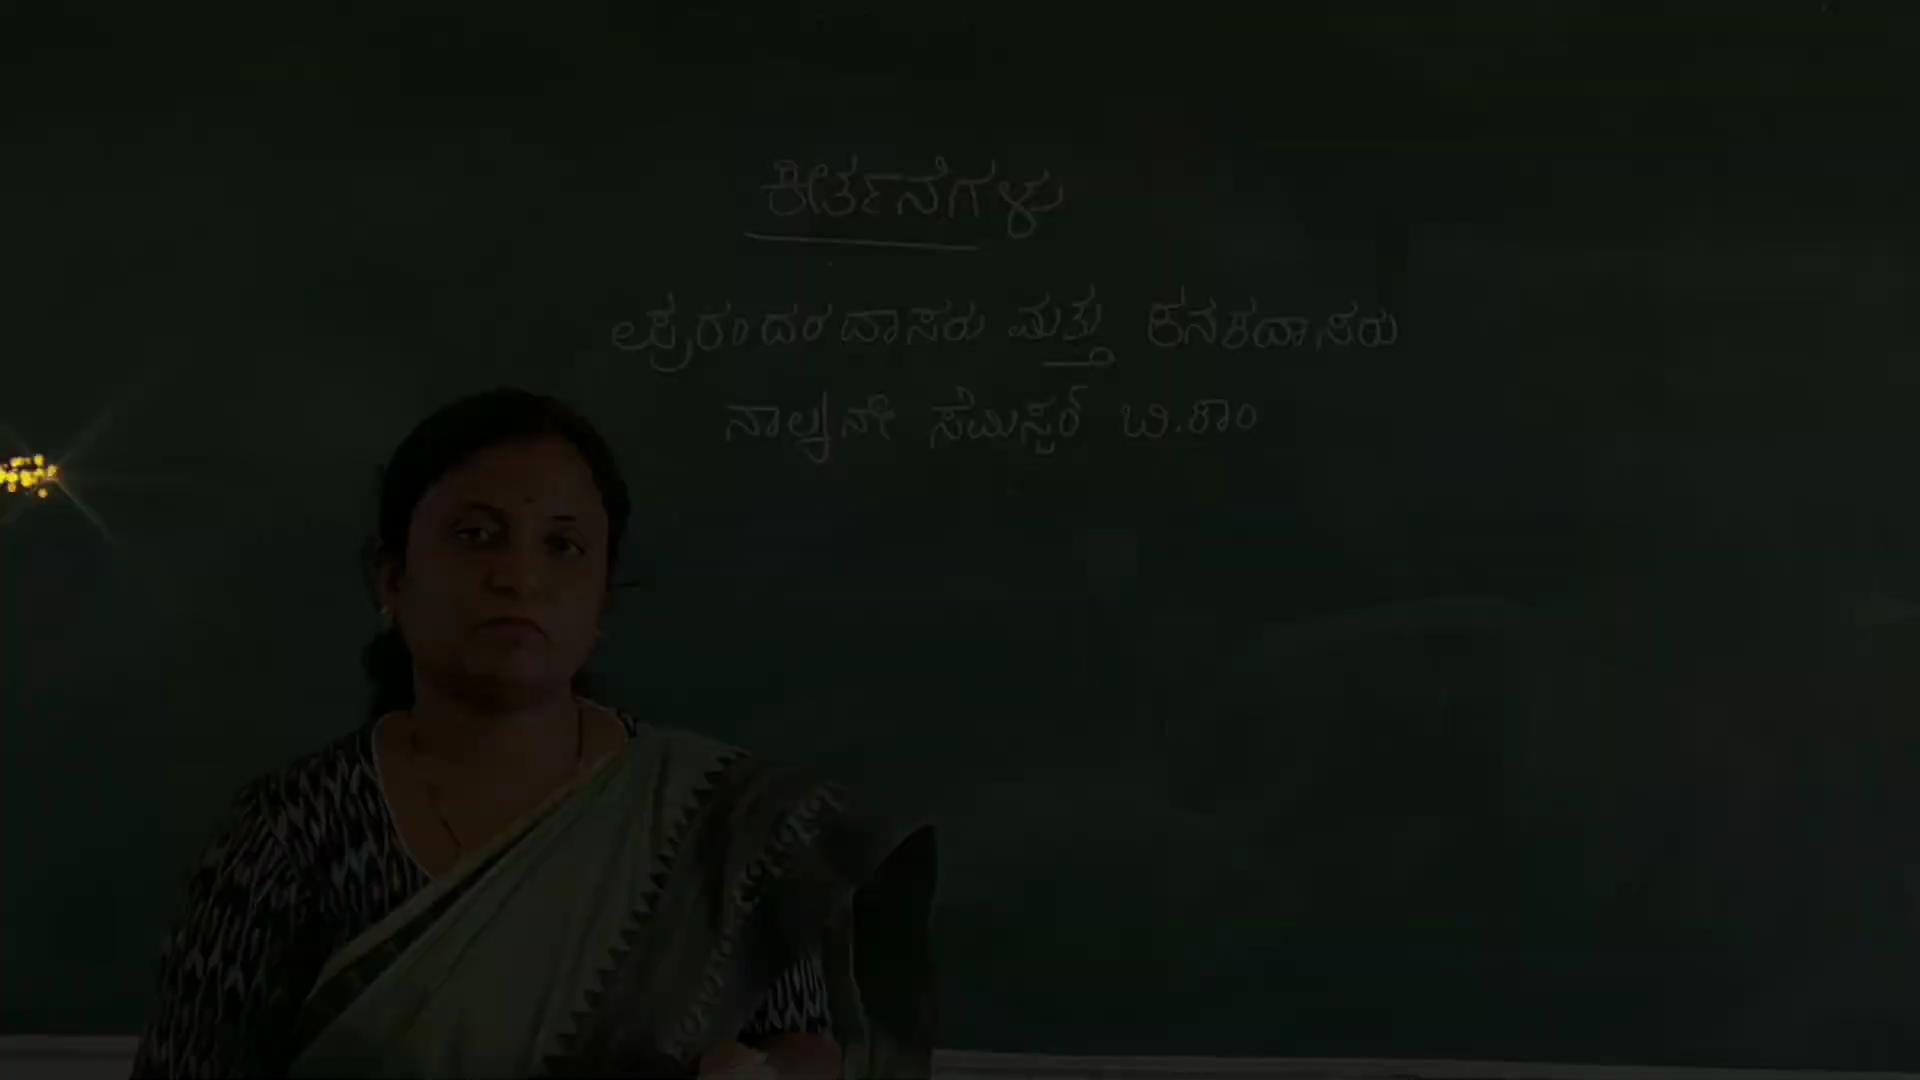 ಕೀರ್ತನೆಗಳು
ಪುರಂದರದಾಸರು ಮತ್ತು ಕನಕದಾಸರು
ನಾಲ್ಕನೇ ಸೆಮಿಸ್ಟರ್ ಬಿ.ಕಾಂ